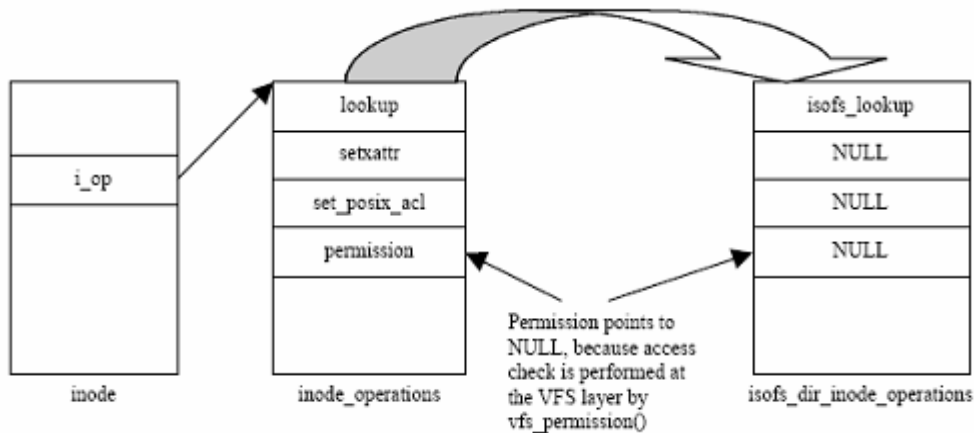 lookup
setxattr
i_op
set_posix_acl
permission
isofs_lookup
NULL
NULL
NULL
Permission points to
NULL, because access
check is performed at
the VFS layer by
vfs_permission()
inode
inode_operations
isofs_dir_inode_operations